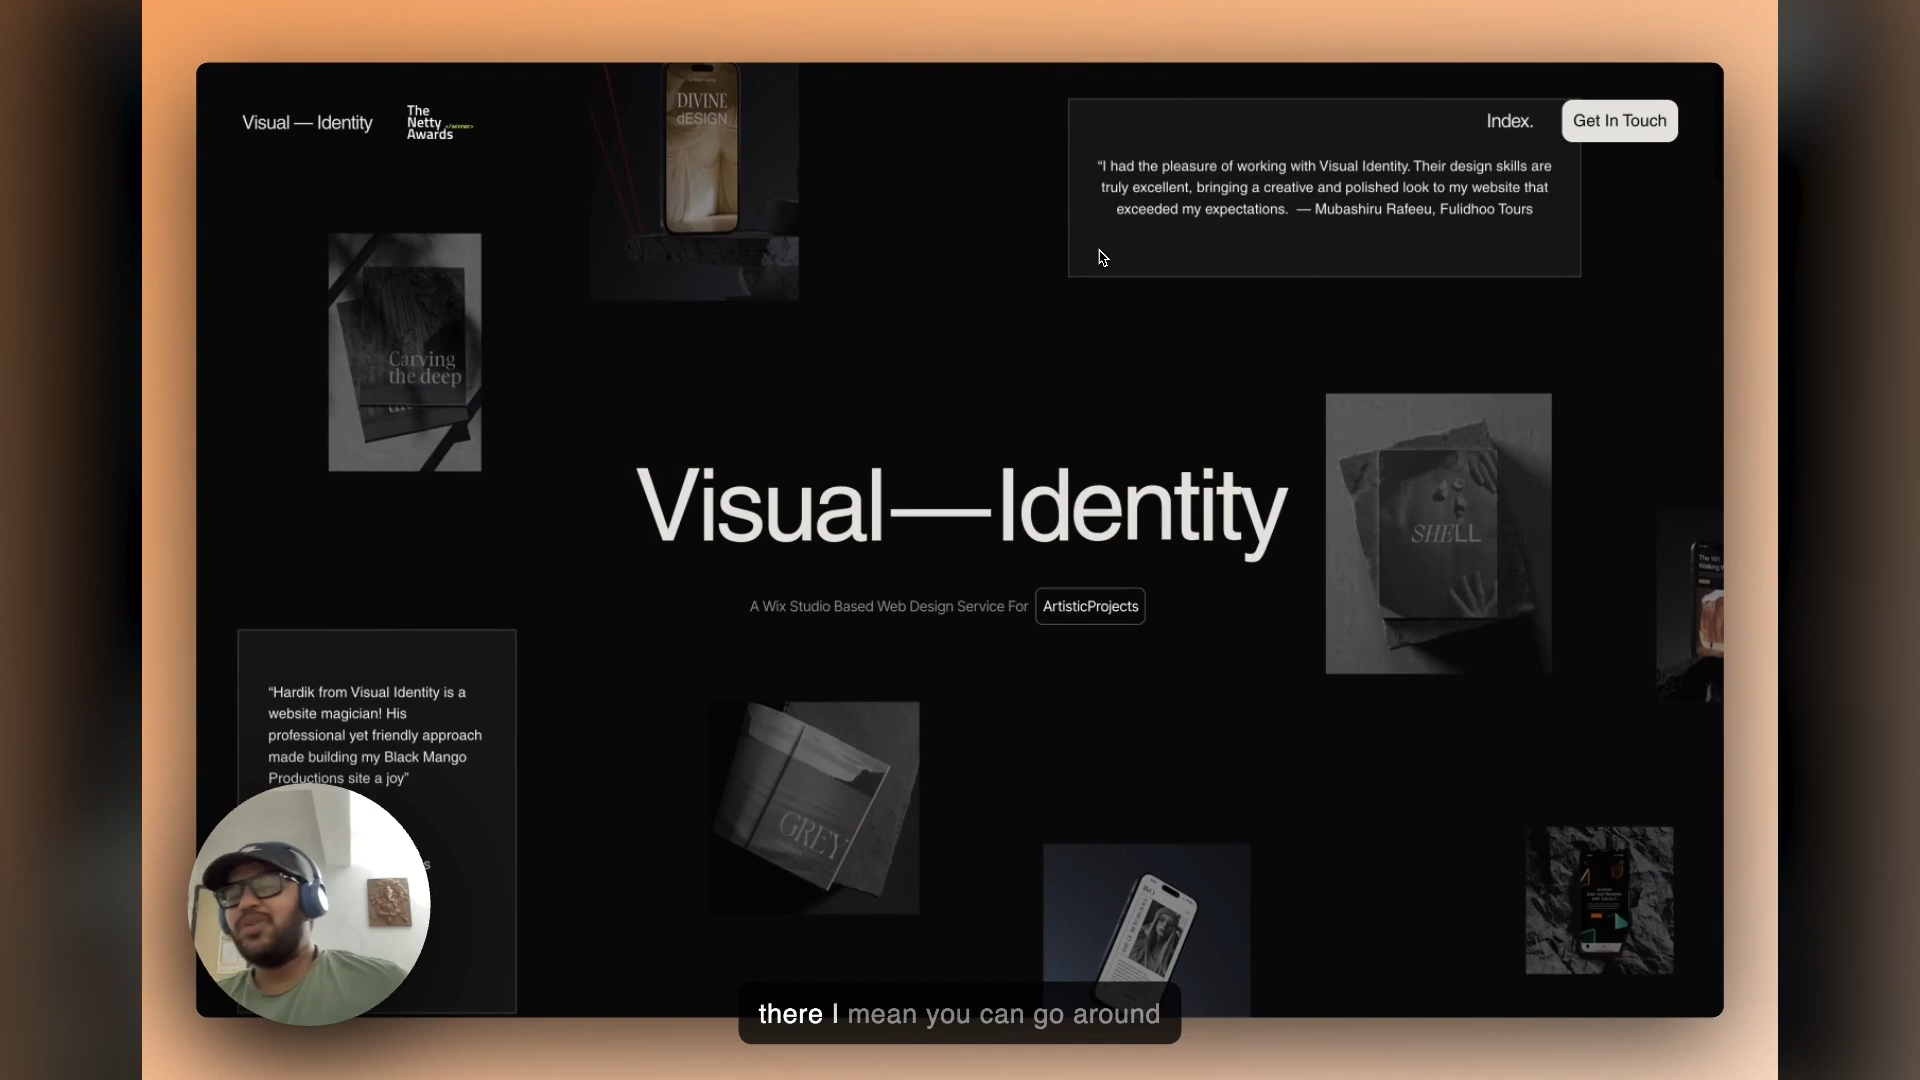 Visual — Identity
The
Netty
Awards
</winner>
DIVINE
dESIGN
Index.
Get In Touch
“I had the pleasure of working with Visual Identity. Their design skills are
truly excellent, bringing a creative and polished look to my website that
exceeded my expectations.  — Mubashiru Rafeeu, Fulidhoo Tours
Carving
the deep
Visual—Identity
SHELL
A Wix Studio Based Web Design Service For
ArtisticProjects
The 101
“Hardik from Visual Identity is a
website magician! His
professional yet friendly approach
made building my Black Mango
Productions site a joy”
s
GREY
there I mean you can go around